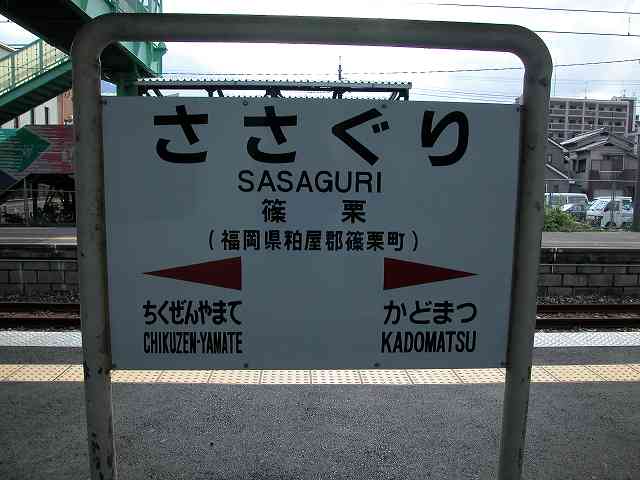 ささぐり
SASAGURI
篠栗
(福岡県粕屋郡篠栗町)
ちくぜんやまて
CHIKUZEN-YAMATE
かどまつ
KADOMATSU